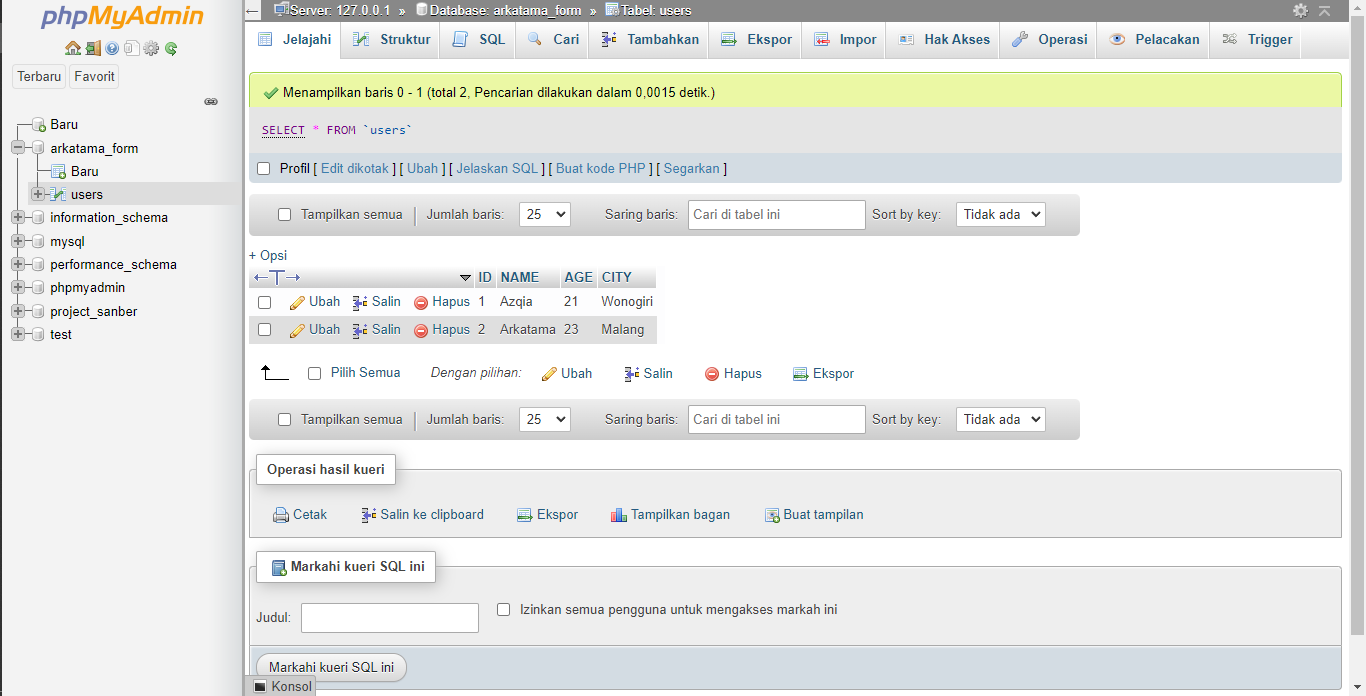 phpMyAdmin
Terbaru Favorit
Baru
arkatama_form
Baru
users
information_schema
mysql
performance_schema
phpmyadmin
project_sanber
test
Server: 127.0.0.1 » Database: arkatama_form » Tabel: users
Jelajahi Struktur SQL Cari Tambahkan Ekspor Impor Hak Akses Operasi Pelacakan Trigger
Menampilkan baris 0 - 1 (total 2, Pencarian dilakukan dalam 0,0015 detik.)
SELECT * FROM `users`
Profil [ Edit dikotak ] [ Ubah ] [ Jelaskan SQL ] [ Buat kode PHP ] [ Segarkan ]
Tampilkan semua | Jumlah baris: 25 Saring baris: Cari di tabel ini Sort by key: Tidak ada
+ Opsi
←T→ ID NAME AGE CITY
Ubah Salin Hapus 1 Azqia 21 Wonogiri
Ubah Salin Hapus 2 Arkatama 23 Malang
Pilih Semua Dengan pilihan: Ubah Salin Hapus Ekspor
Tampilkan semua | Jumlah baris: 25 Saring baris: Cari di tabel ini Sort by key: Tidak ada
Operasi hasil kueri
Cetak Salin ke clipboard Ekspor Tampilkan bagan Buat tampilan
Markahi kueri SQL ini
Judul: Izinkan semua pengguna untuk mengakses markah ini
Markahi kueri SQL ini
Konsol